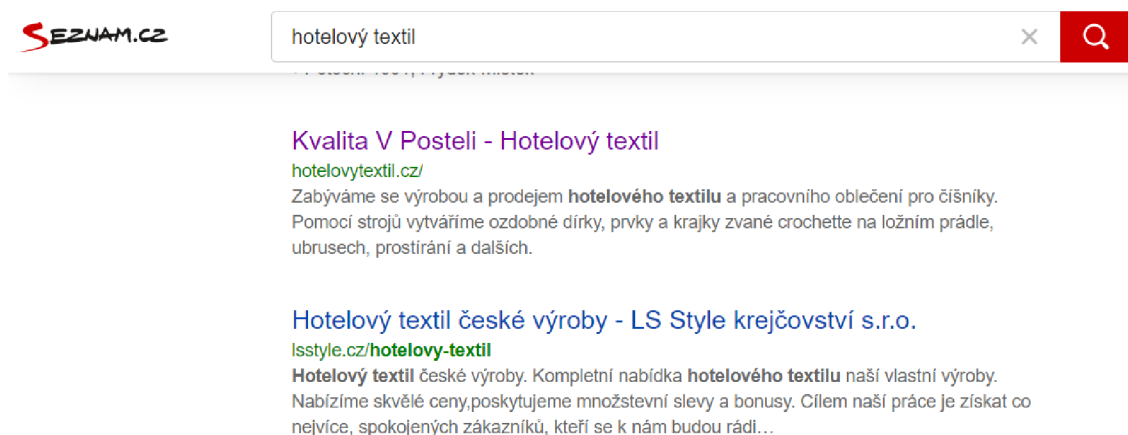 SEZNAM.CZ
hotelový textil
Kvalita V Posteli - Hotelový textil
hotelovytextil.cz/
Zabýváme se výrobou a prodejem hotelového textilu a pracovního oblečení pro číšníky.
Pomocí strojů vytváříme ozdobné dírky, prvky a krajky zvané crochette na ložním prádle,
ubrusech, prostírání a dalších.
Hotelový textil české výroby - LS Style krejčovství s.r.o.
lsstyle.cz/hotelovy-textil
Hotelový textil české výroby. Kompletní nabídka hotelového textilu naší vlastní výroby.
Nabízíme skvělé ceny,poskytujeme množstevní slevy a bonusy. Cílem naší práce je získat co
nejvíce, spokojených zákazníků, kteří se k nám budou rádi…